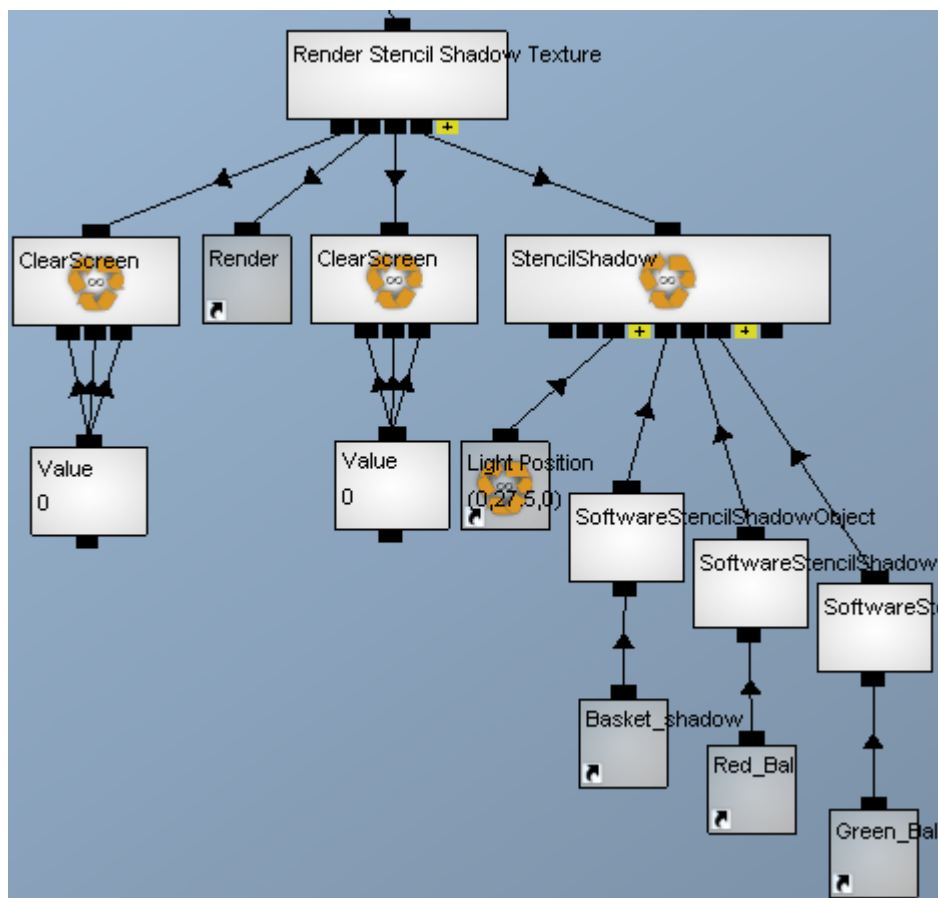 Render Stencil Shadow Texture
+
ClearScreen
Render
ClearScreen
StencilShadow
∞
∞
∞
+
+
Value
0
Value
0
Light Position
(0,27.5,0)
∞
SoftwareStencilShadowObject
SoftwareStencilShadow
SoftwareSte
Basket_shadow
Red_Bal
Green_Bal